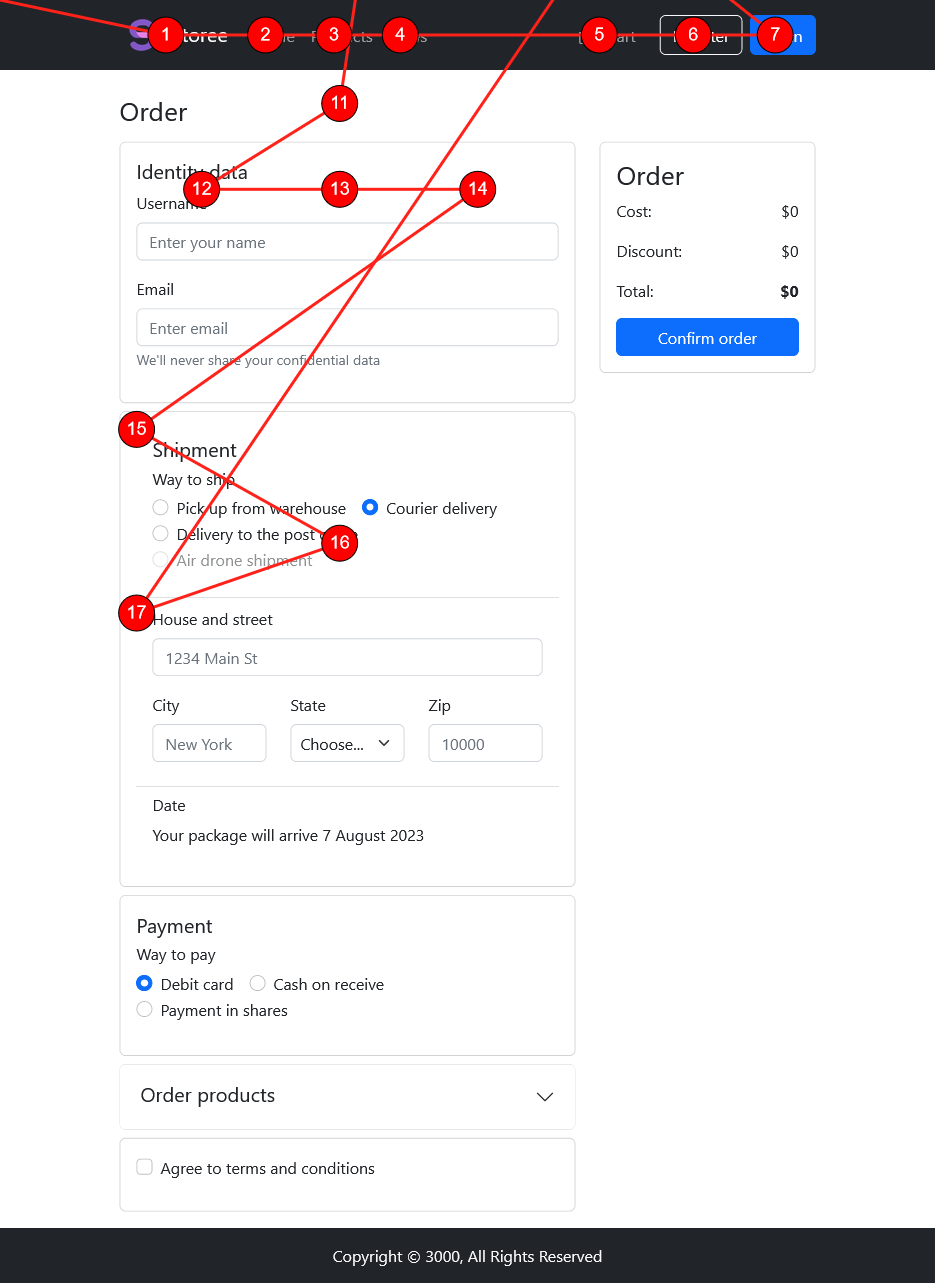 1 toree 2 3 4 5 6 7
11
Order
Identity data
12 13 14
Username
Enter your name
Email
Enter email
We'll never share your confidential data
Order
Cost: $0
Discount: $0
Total: $0
Confirm order
15
Shipment
Way to ship
Pick up from warehouse Courier delivery
Delivery to the post
16
Air drone shipment
17
House and street
1234 Main St
City State Zip
New York Choose... 10000
Date
Your package will arrive 7 August 2023
Payment
Way to pay
Debit card Cash on receive
Payment in shares
Order products
Agree to terms and conditions
Copyright © 3000, All Rights Reserved